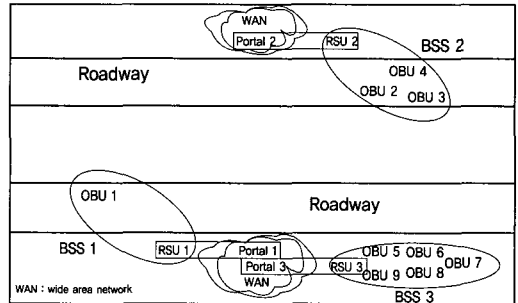 WAN
Portal 2 RSU 2 BSS 2
Roadway OBU 4
OBU 2 OBU 3
OBU 1
Roadway
BSS 1 RSU 1 Portal 1 OBU 5 OBU 6
Portal 3 RSU 3 OBU 7
OBU 9 OBU 8
WAN : wide area network WAN
BSS 3